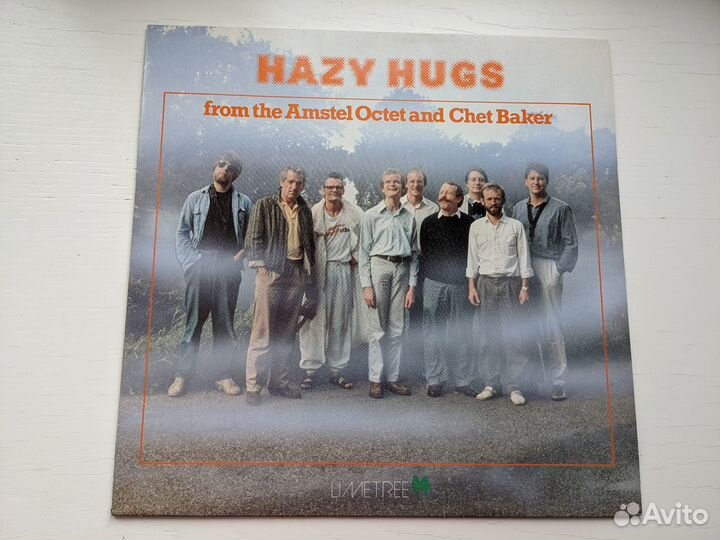 HAZY HUGS
from the Amstel Octet and Chet Baker
LIMETREE
Avito